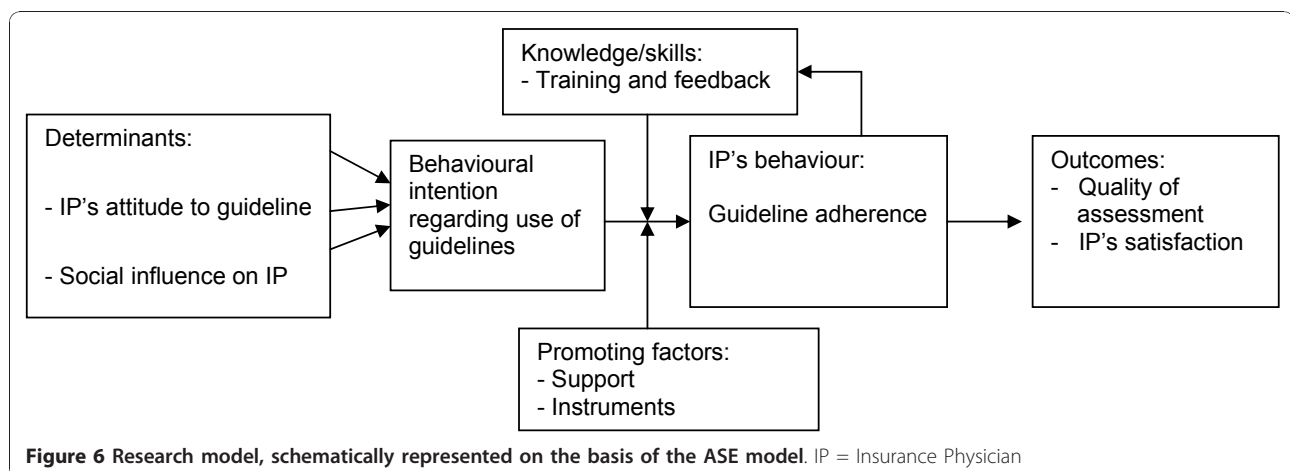 Knowledge/skills:
- Training and feedback
Determinants:
- IP's attitude to guideline
- Social influence on IP
Behavioural
intention
regarding use of
guidelines
IP's behaviour:
Guideline adherence
Outcomes:
- Quality of
assessment
- IP's satisfaction
Promoting factors:
- Support
- Instruments
Figure 6 Research model, schematically represented on the basis of the ASE model. IP = Insurance Physician